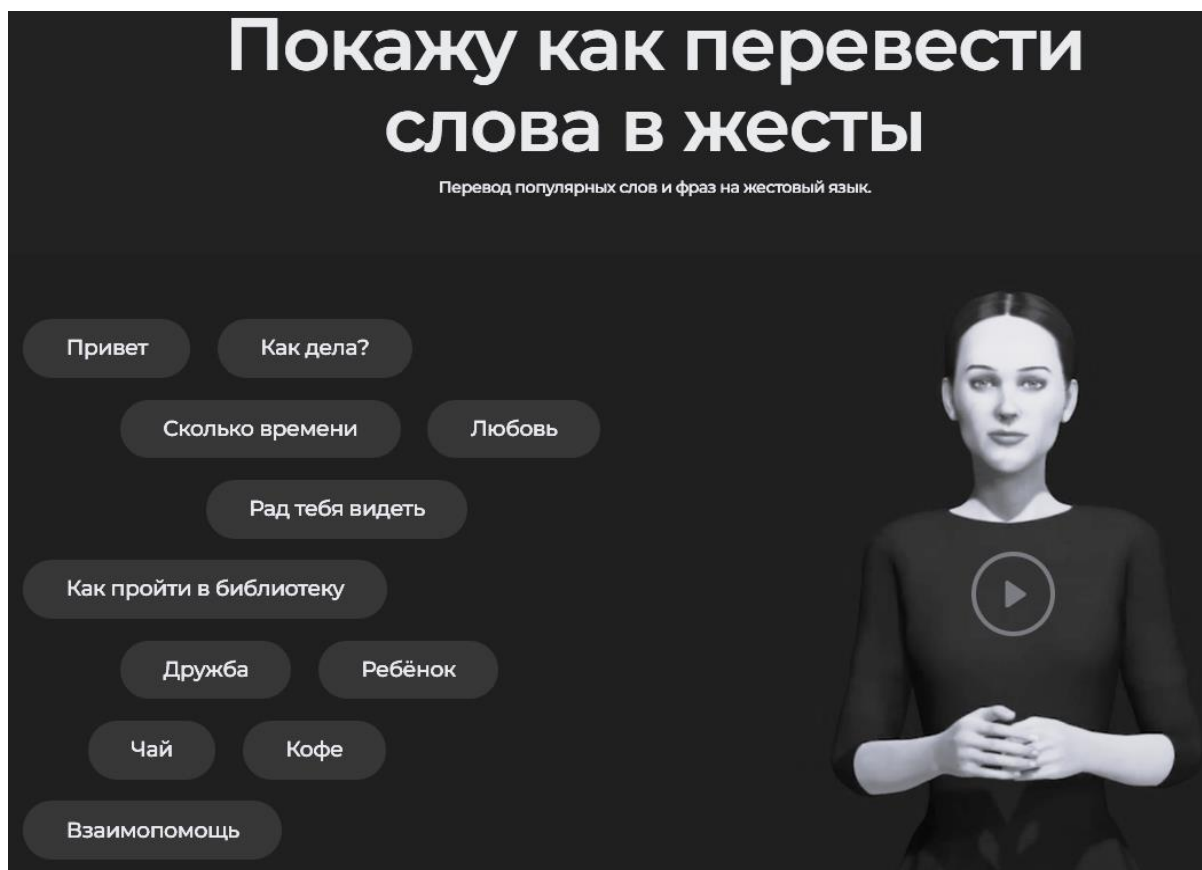 Покажу как перевести
слова в жесты
Перевод популярных слов и фраз на жестовый язык.
Привет
Как дела?
Сколько времени
Любовь
Рад тебя видеть
Как пройти в библиотеку
Дружба
Ребёнок
Чай
Кофе
Взаимопомощь